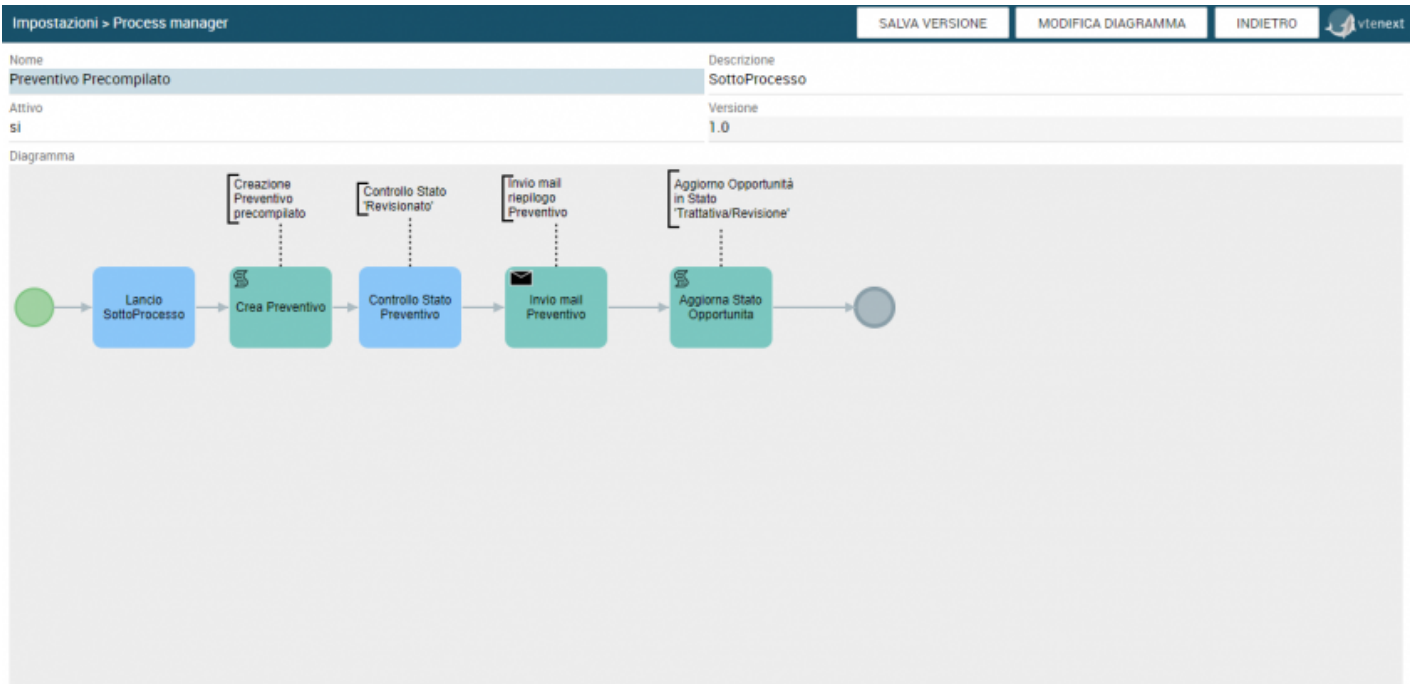 Impostazioni > Process manager
SALVA VERSIONE
MODIFICA DIAGRAMMA
INDIETRO
vtenext
Nome
Preventivo Precompilato
Descrizione
SottoProcesso
Attivo
si
Versione
1.0
Diagramma
Creazione
Preventivo
precompilato
Controllo Stato
'Revisionato'
Invio mail
riepilogo
Preventivo
Aggiorno Opportunità
in Stato
'Trattativa/Revisione'
Lancio
SottoProcesso
Crea Preventivo
Controllo Stato
Preventivo
Invio mail
Preventivo
Aggiorna Stato
Opportunita